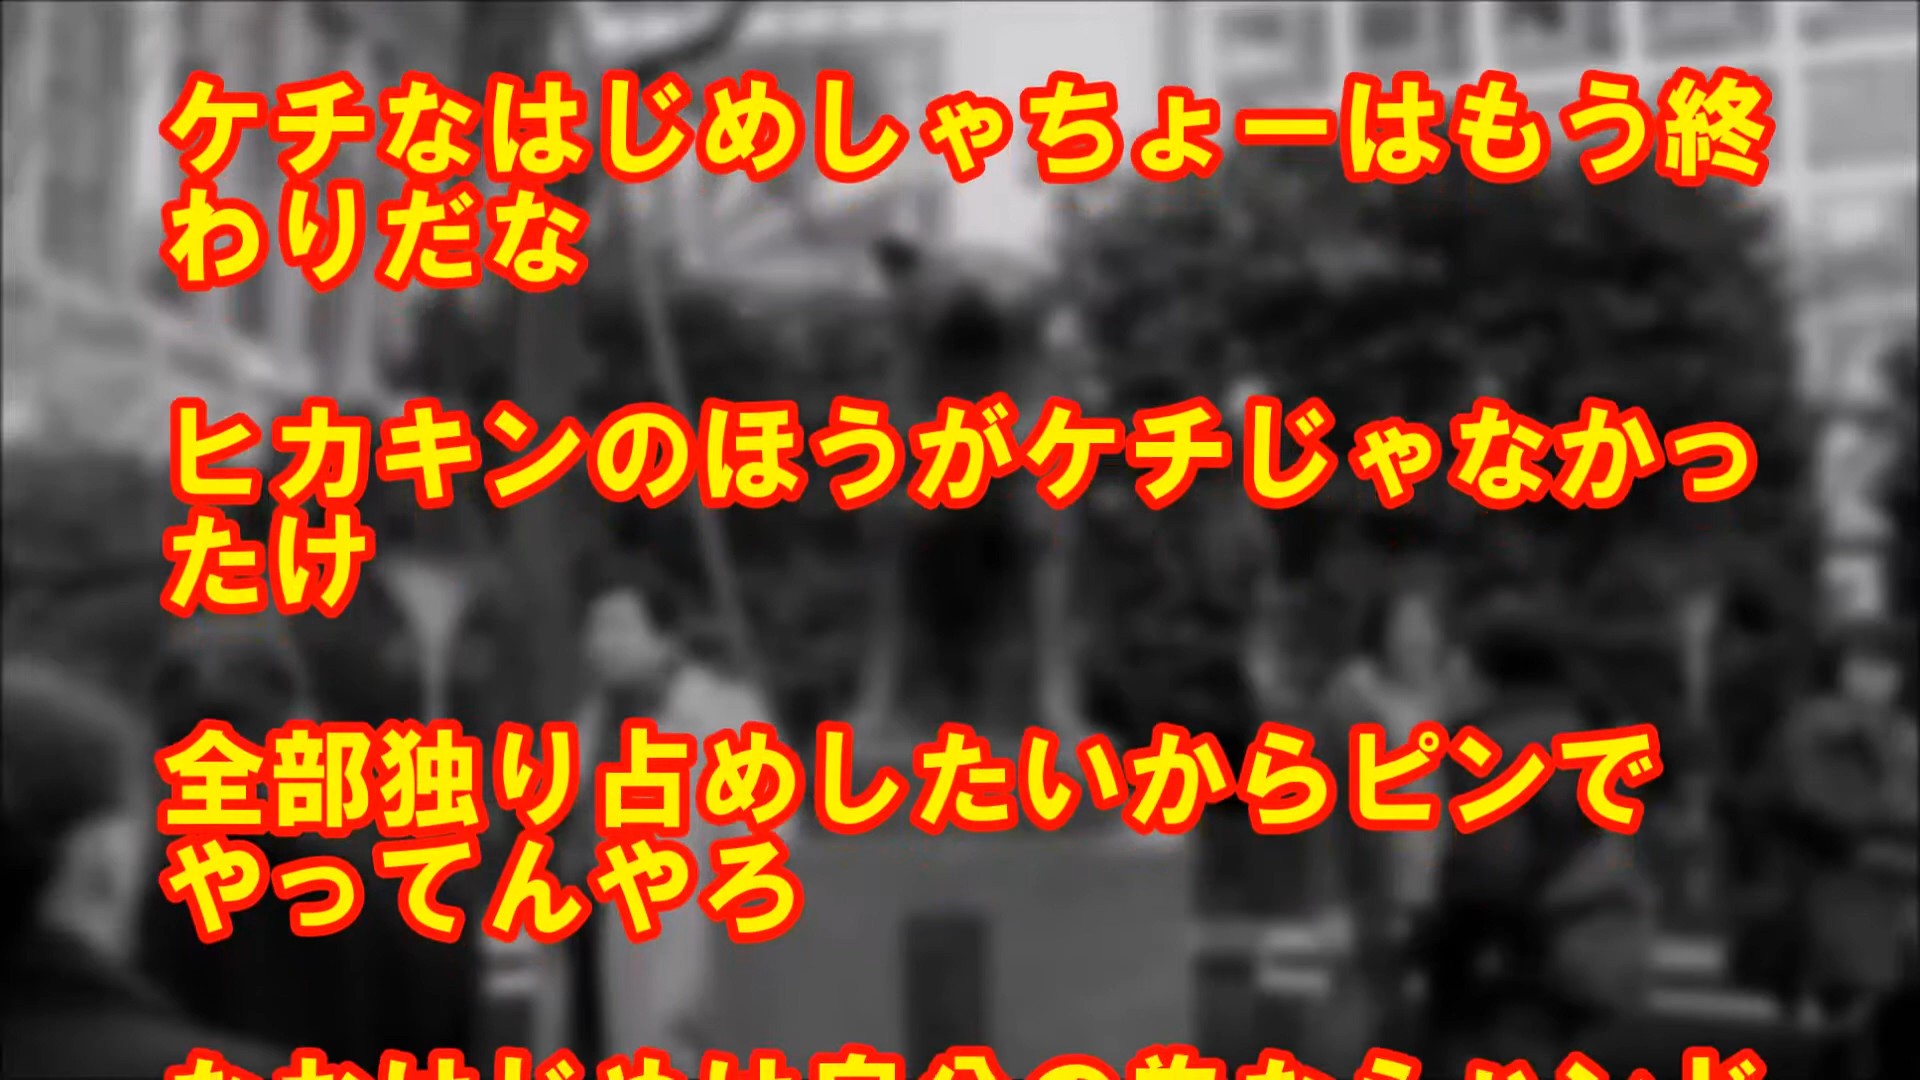 ケチなはじめしゃちょーはもう終
わりだな
ヒカキンのほうがケチじゃなかっ
たけ
全部独り占めしたいからピンで
やってんやろ